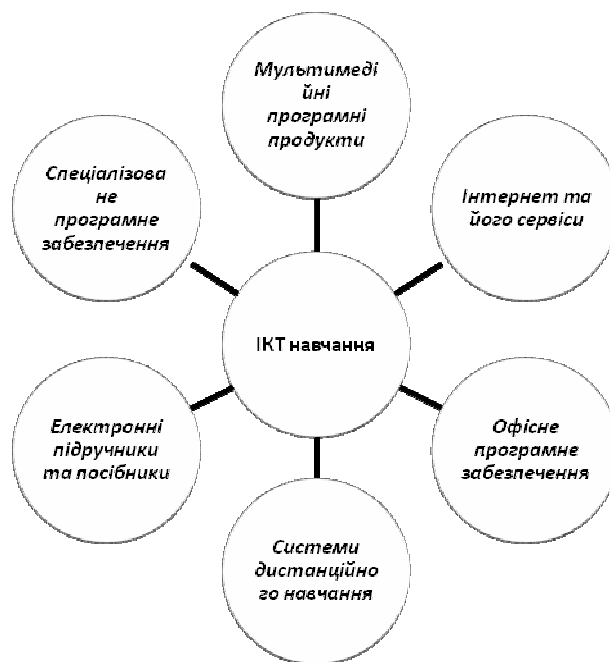 Мультимеді
йні
програмні
продукти
Спеціалізова
не
програмне
забезпечення
Інтернет та
його сервіси
ІКТ навчання
Електронні
підручники
та посібники
Офісне
програмне
забезпечення
Системи
дистанційно
го навчання